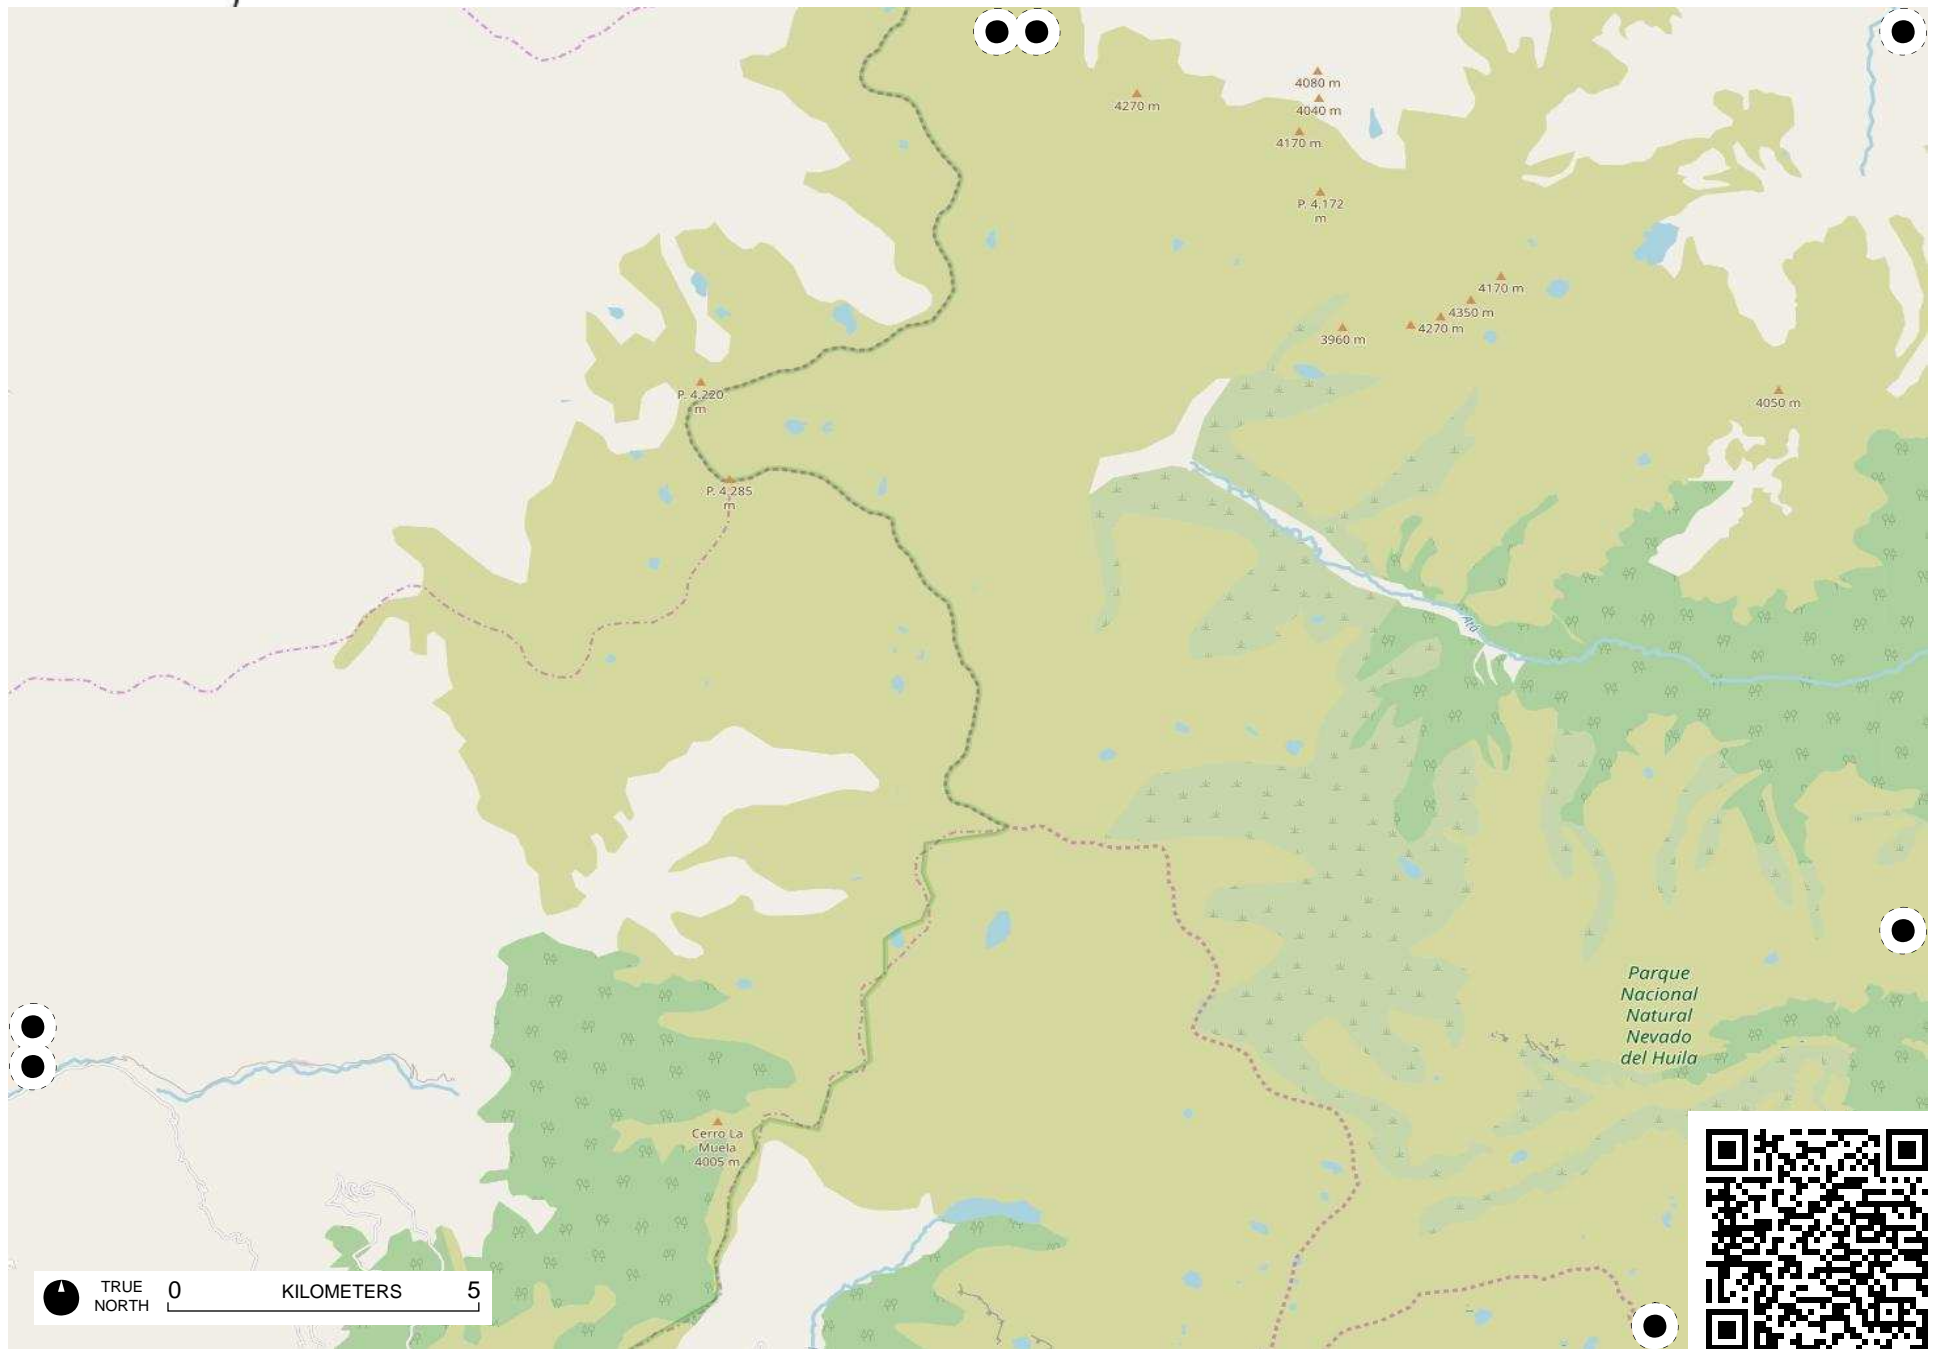 4080 m
4270 m
4040 m
4170 m
P. 4,172
m
4170 m
4350 m
4270 m
3960 m
P. 4,220
m
4050 m
P. 4,285
m
Atá
Parque
Nacional
Natural
Nevado
del Huila
Cerro La
Muela
4005 m
TRUE
NORTH
0 KILOMETERS 5